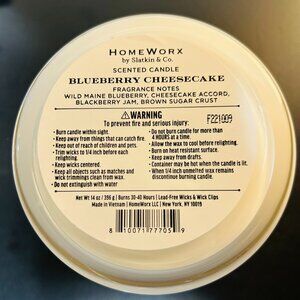 HOMEWORX
by Slatkin & Co.
SCENTED CANDLE
BLUEBERRY CHEESECAKE
FRAGRANCE NOTES
WILD MAINE BLUEBERRY, CHEESECAKE ACCORD,
BLACKBERRY JAM, BROWN SUGAR CRUST
WARNING
To prevent fire and serious injury:
F221009
• Burn candle within sight.
• Keep away from things that can catch fire.
• Keep out of reach of children and pets.
• Trim wicks to 1/4 inch before each
relighting.
• Keep wicks centered.
• Keep all objects such as matches and
wick trimmings clean from wax.
• Do not extinguish with water
• Do not burn candle for more than
4 HOURS at a time.
• Allow the wax to cool before relighting.
• Burn on heat resistant surface.
• Keep away from drafts.
• Container may be hot when the candle is lit.
• When 1/4 inch unmelted wax remains
discontinue burning candle.
Net Wt 14 oz / 396 g | Burns 30-40 Hours | Lead-Free Wicks & Wick Clips
Made in Vietnam | HomeWorx LLC | New York, NY 10019
8 10071 77705 9